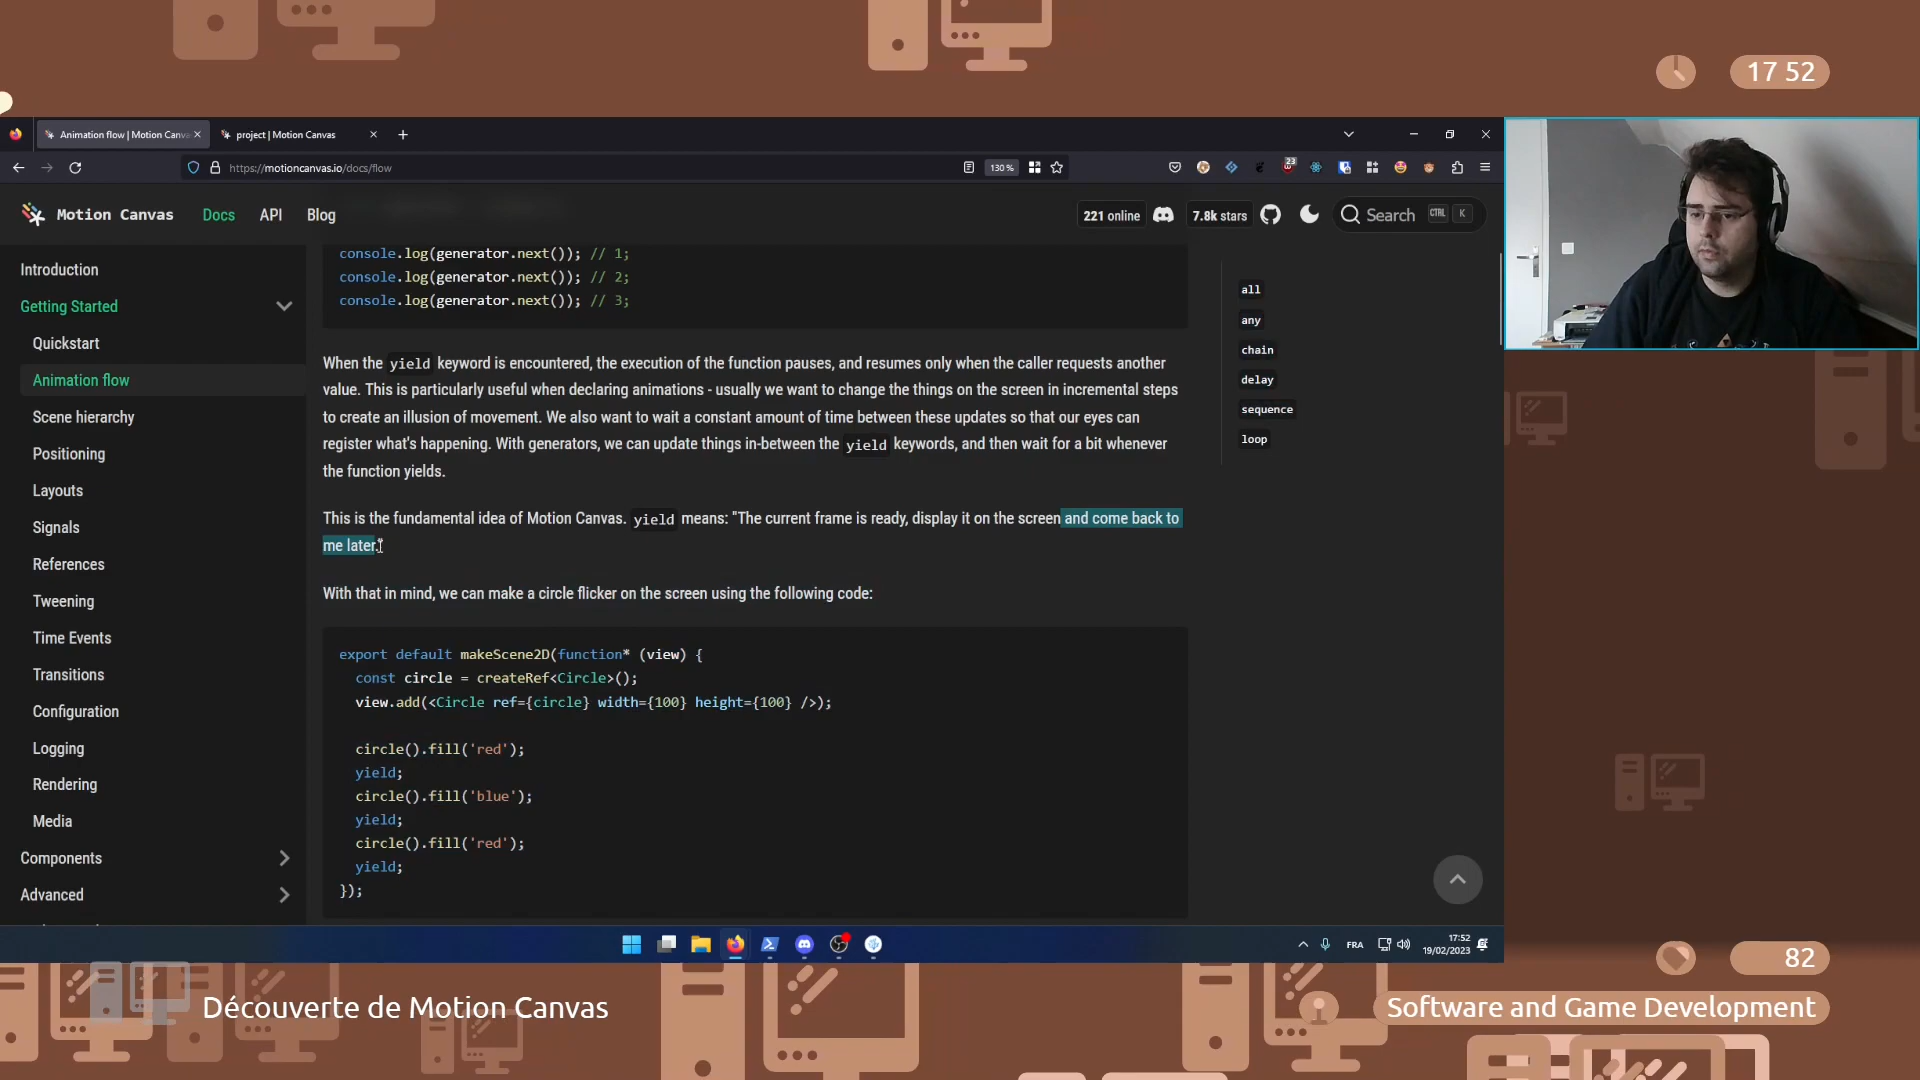 17 52
Animation flow | Motion Canva
project | Motion Canvas
https://motioncanvas.io/docs/flow
130%
23
Motion Canvas
Docs
API
Blog
221 online
7.8k stars
Search
CTRL
K
Introduction
Getting Started
Quickstart
Animation flow
Scene hierarchy
Positioning
Layouts
Signals
References
Tweening
Time Events
Transitions
Configuration
Logging
Rendering
Media
Components
Advanced
console.log(generator.next()); // 1;
console.log(generator.next()); // 2;
console.log(generator.next()); // 3;
When the yield keyword is encountered, the execution of the function pauses, and resumes only when the caller requests another
value. This is particularly useful when declaring animations - usually we want to change the things on the screen in incremental steps
to create an illusion of movement. We also want to wait a constant amount of time between these updates so that our eyes can
register what's happening. With generators, we can update things in-between the yield keywords, and then wait for a bit whenever
the function yields.
This is the fundamental idea of Motion Canvas. yield means: "The current frame is ready, display it on the screen and come back to
me later."
With that in mind, we can make a circle flicker on the screen using the following code:
export default makeScene2D(function* (view) {
const circle = createRef<Circle>();
view.add(<Circle ref={circle} width={100} height={100} />);
circle().fill('red');
yield;
circle().fill('blue');
yield;
circle().fill('red');
yield;
});
all
any
chain
delay
sequence
loop
FRA
17:52
19/02/2023
82
Découverte de Motion Canvas
Software and Game Development